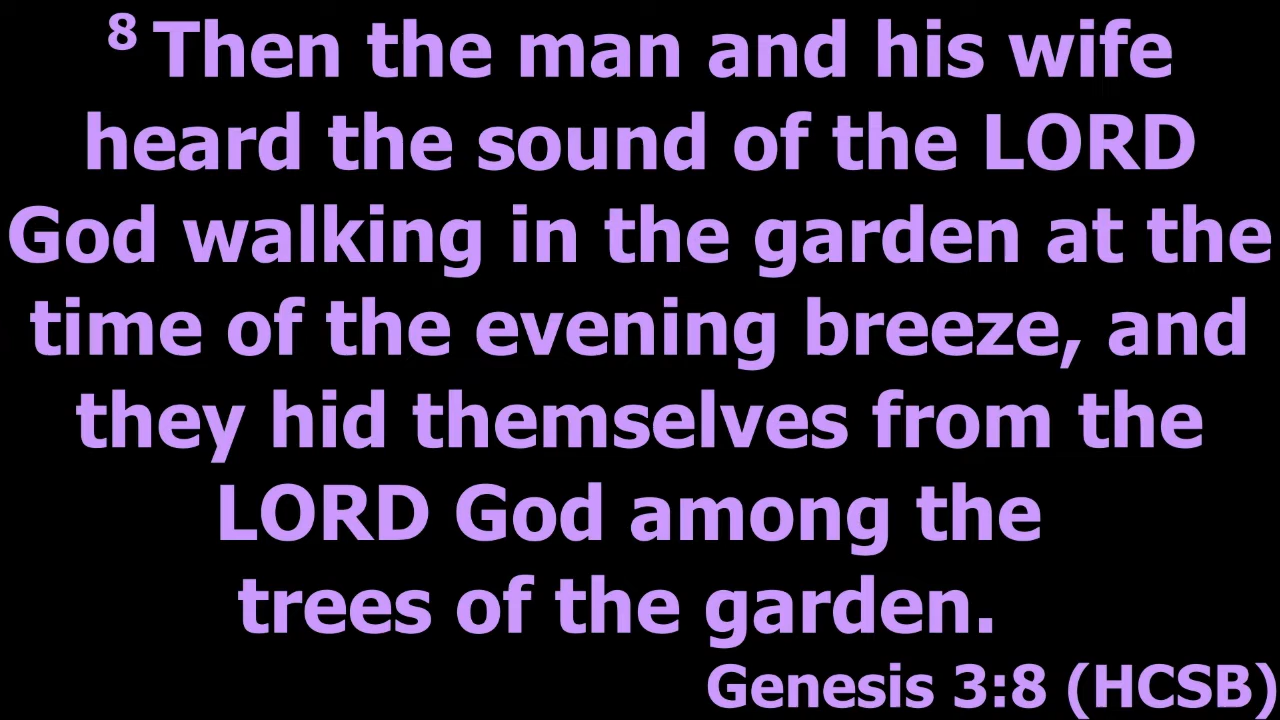 8 Then the man and his wife
heard the sound of the LORD
God walking in the garden at the
time of the evening breeze, and
they hid themselves from the
LORD God among the
trees of the garden.
Genesis 3:8 (HCSB)